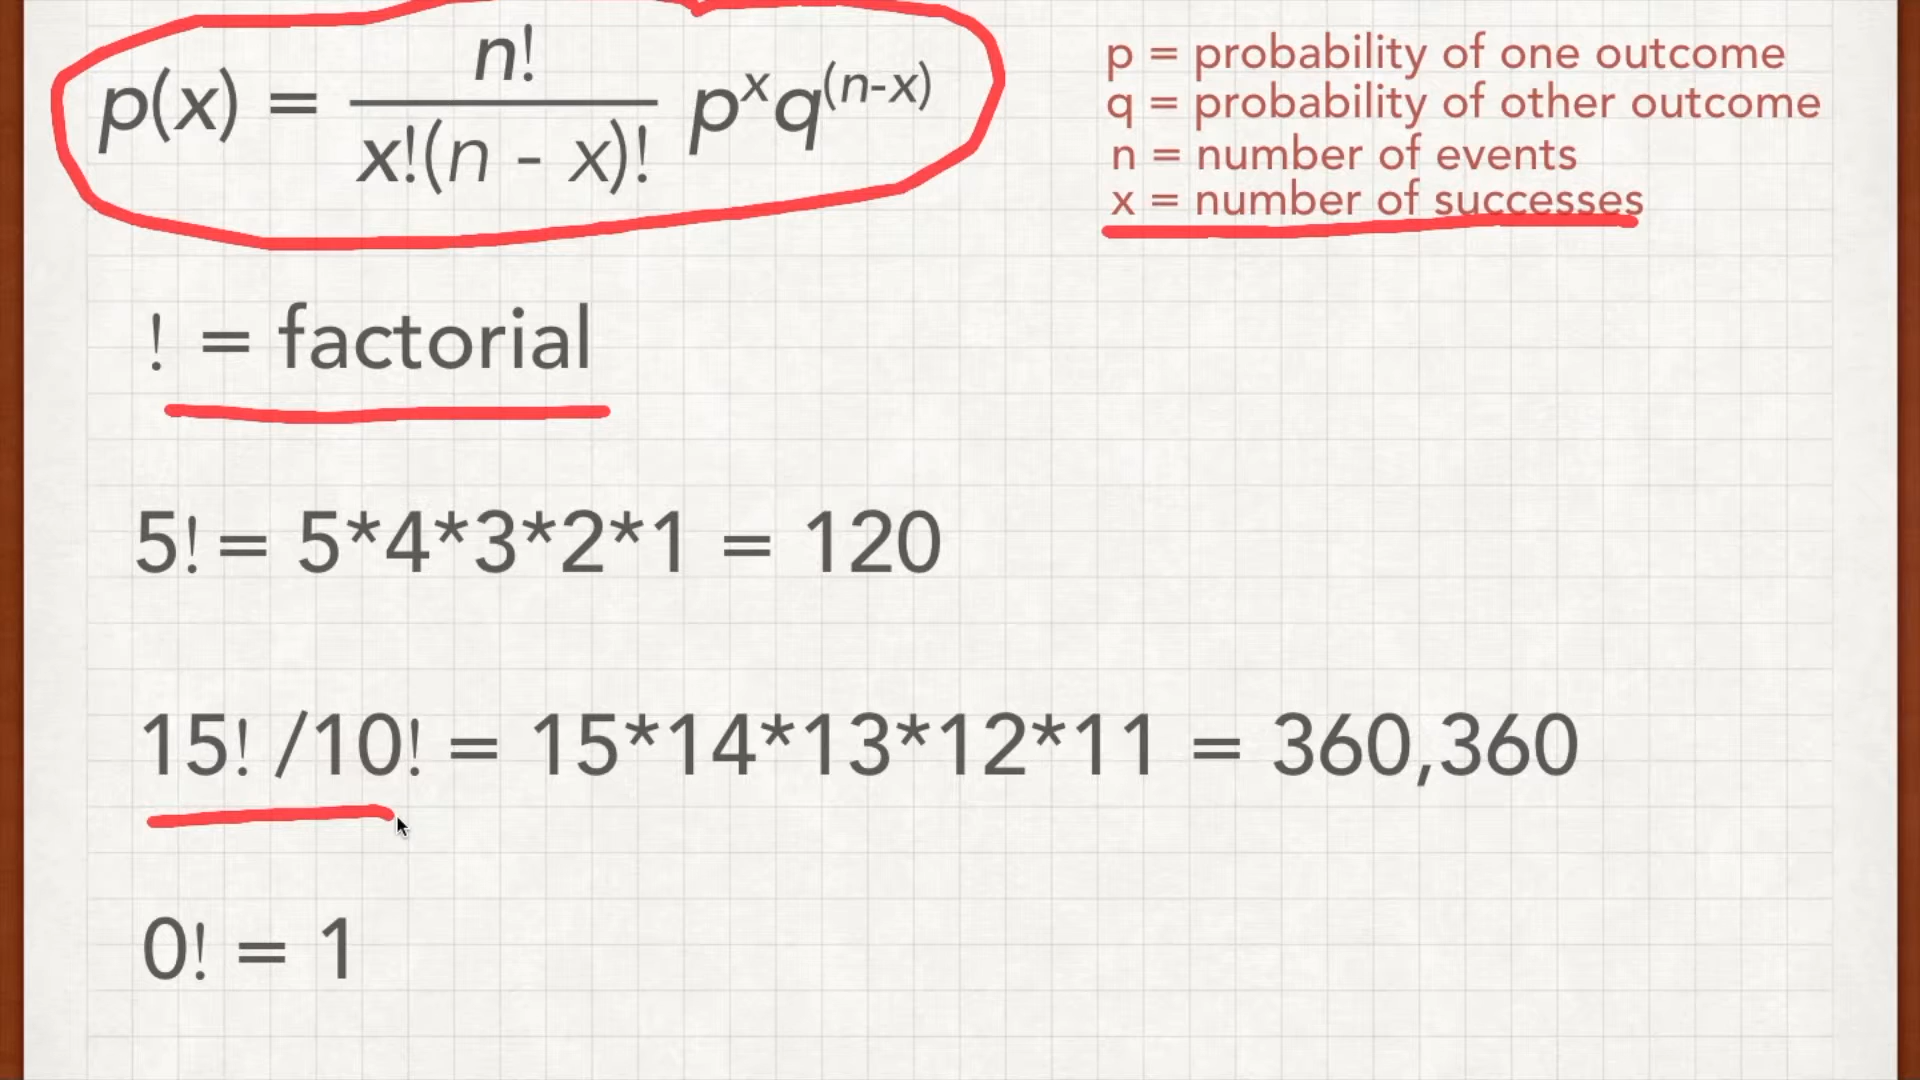 p(x) = n! / x!(n - x)! pˣq⁽ⁿ⁻ˣ⁾
p = probability of one outcome
q = probability of other outcome
n = number of events
x = number of successes
! = factorial
5! = 5*4*3*2*1 = 120
15! /10! = 15*14*13*12*11 = 360,360
0! = 1